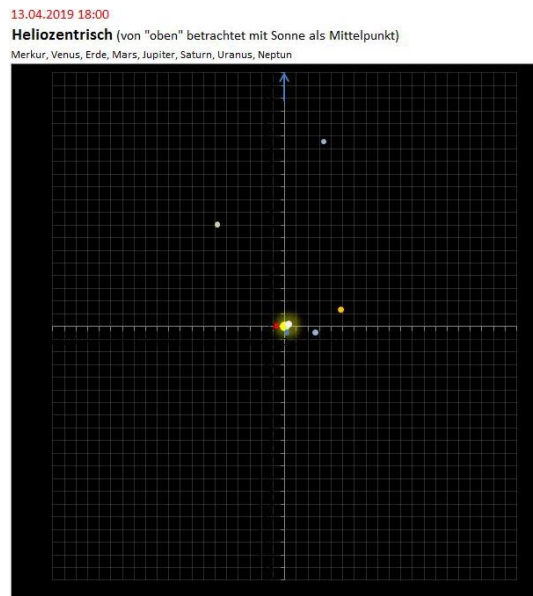 13.04.2019 18:00
Heliozentrisch (von "oben" betrachtet mit Sonne als Mittelpunkt)
Merkur, Venus, Erde, Mars, Jupiter, Saturn, Uranus, Neptun